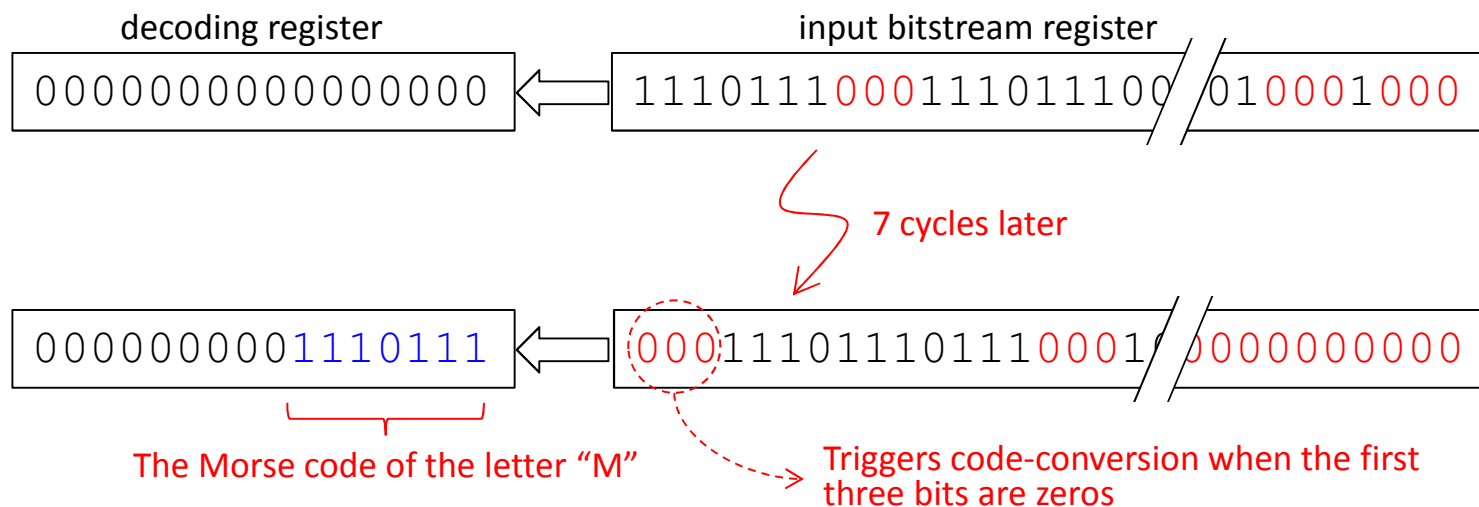 decoding register
input bitstream register
0000000000000000
1110111000111011100
010001000
7 cycles later
0000000001110111
0001110111011100010
0000000000
The Morse code of the letter “M”
Triggers code-conversion when the first
three bits are zeros